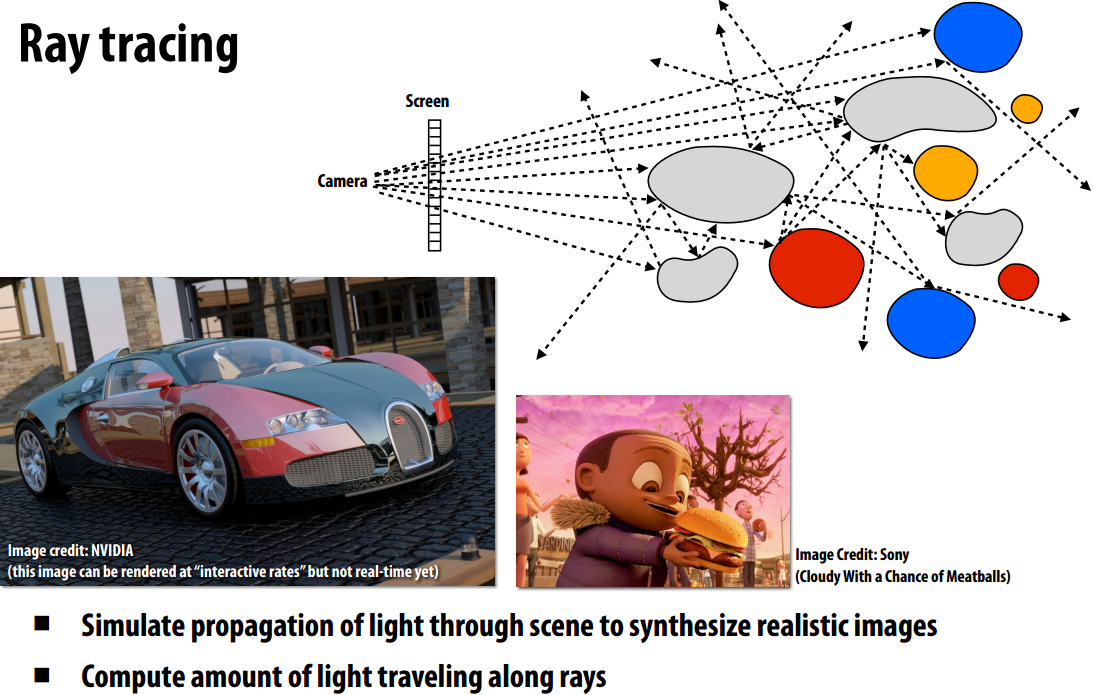 Ray tracing
Screen
Camera
Image credit: NVIDIA
(this image can be rendered at “interactive rates” but not real-time yet)
Image Credit: Sony
(Cloudy With a Chance of Meatballs)
Simulate propagation of light through scene to synthesize realistic images
Compute amount of light traveling along rays